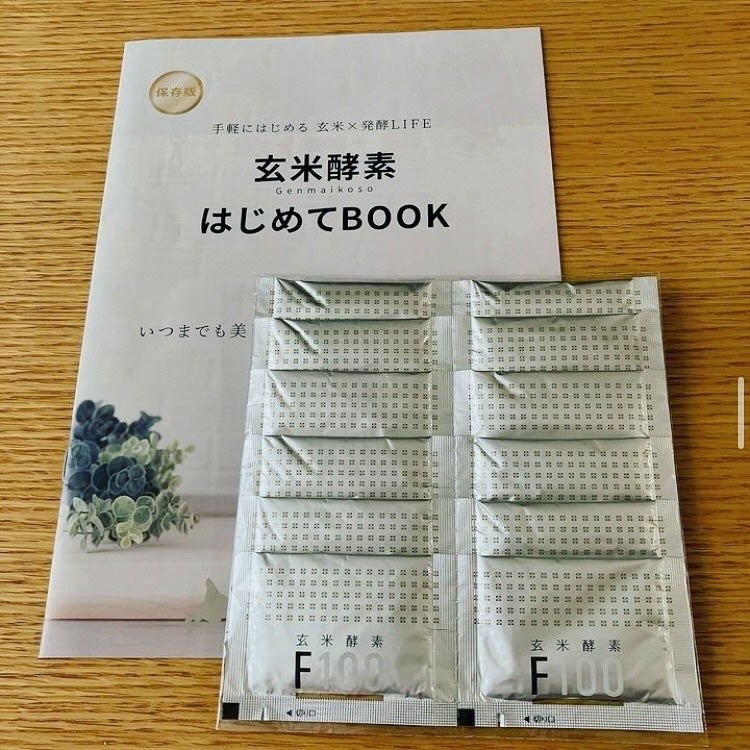 保存版
手軽にはじめる 玄米×発酵LIFE
玄米酵素
Genmaikoso
はじめてBOOK
いつまでも美
玄米酵素
F100
◀切り口
玄米酵素
F100
◀切り口